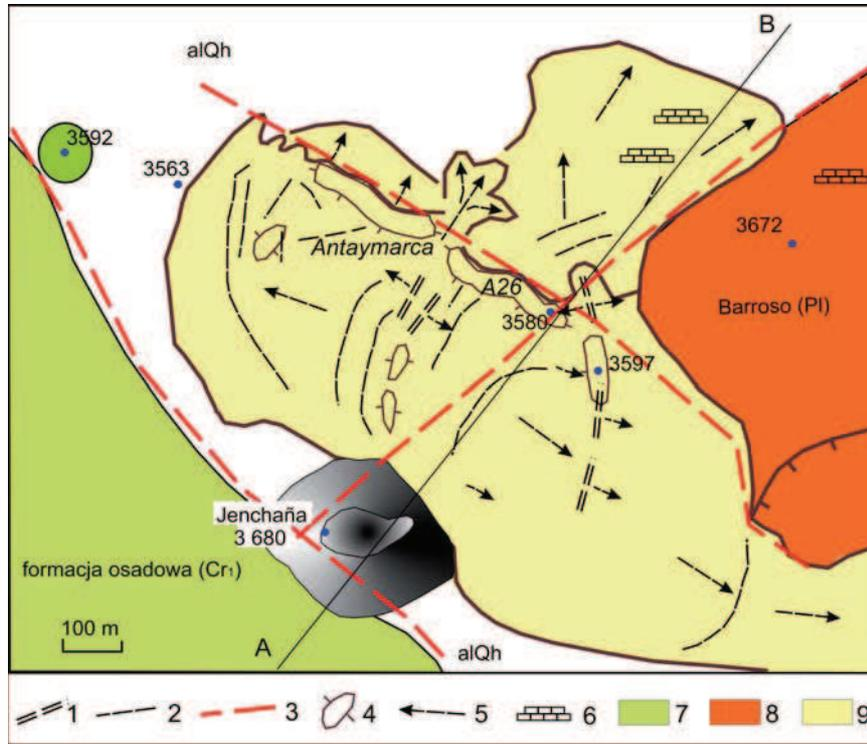 B
alQh
3592
3563
3672
Antaymarca
A26
Barroso (Pl)
3580
3597
Jenchaña
3 680
formacja osadowa (Cr₁)
100 m
A
alQh
1 2 3 4 5 6 7 8 9